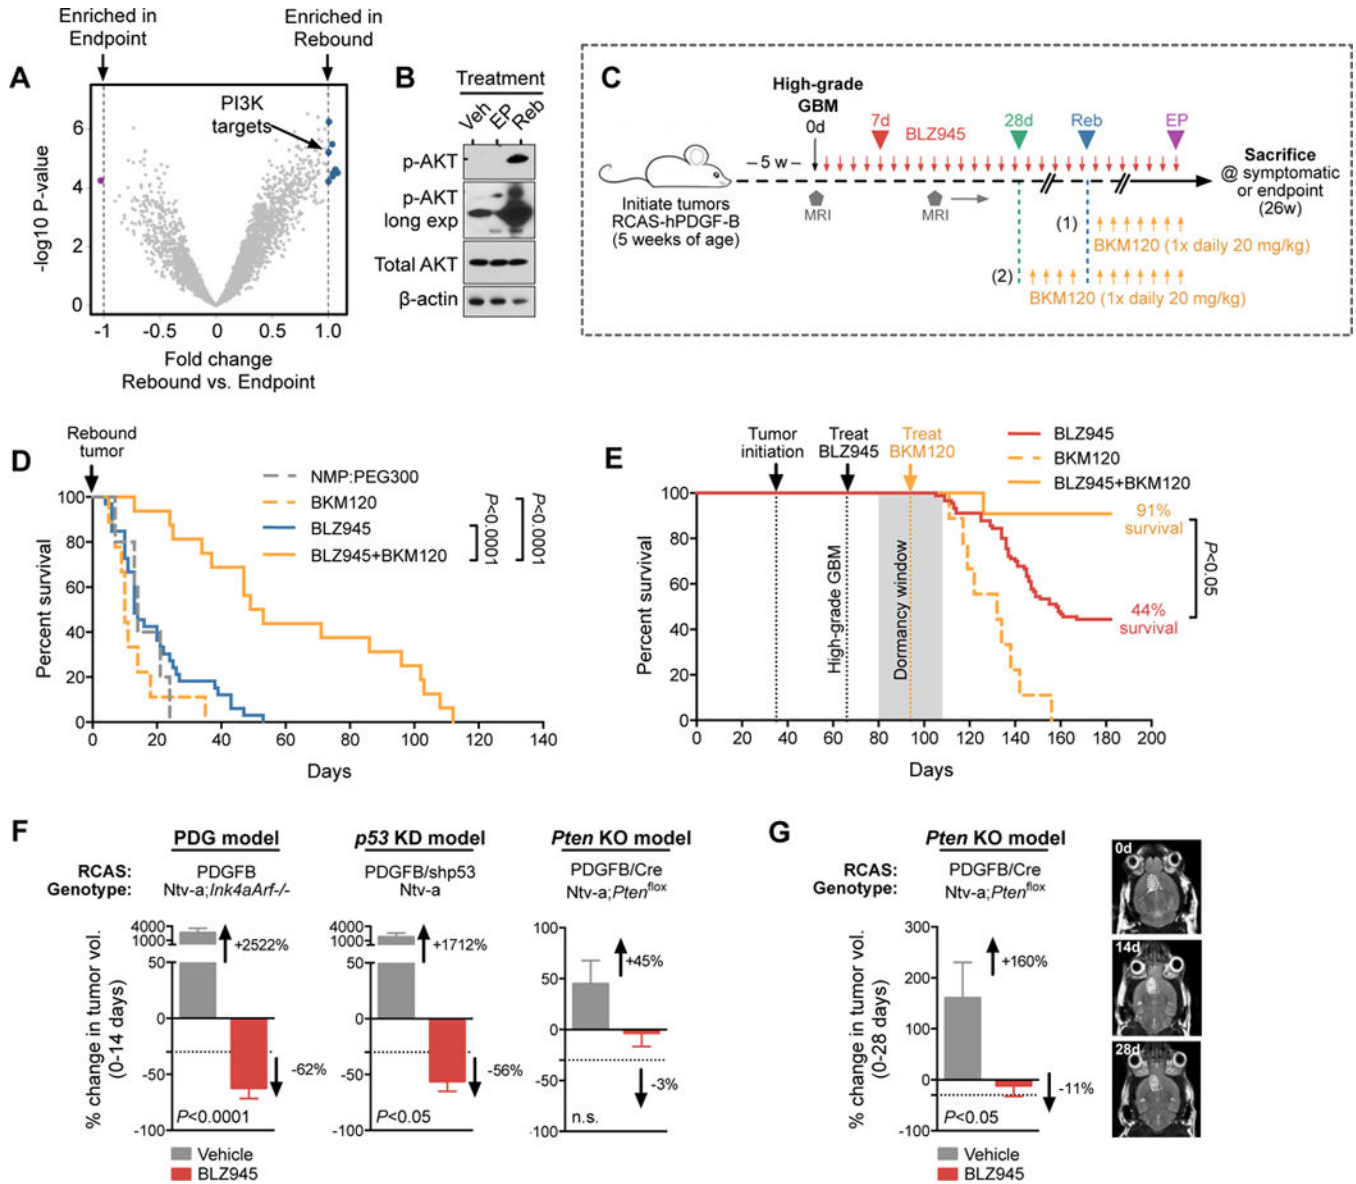 Enriched in
Endpoint
Enriched in
Rebound
A
PI3K
targets
-log10 P-value
6
4
2
0
-1
-0.5
0
0.5
1.0
Fold change
Rebound vs. Endpoint
B
Treatment
Veh
EP
Reb
p-AKT
p-AKT
long exp
Total AKT
β-actin
C
High-grade
GBM
0d
7d
BLZ945
28d
Reb
EP
5 w
Initiate tumors
RCAS-hPDGF-B
(5 weeks of age)
MRI
MRI
Sacrifice
@ symptomatic
or endpoint
(26w)
(1)
BKM120 (1x daily 20 mg/kg)
(2)
BKM120 (1x daily 20 mg/kg)
D
Rebound
tumor
NMP:PEG300
BKM120
BLZ945
BLZ945+BKM120
P<0.0001
P<0.0001
Percent survival
100
80
60
40
20
0
0
20
40
60
80
100
120
140
Days
E
Tumor
initiation
Treat
BLZ945
Treat
BKM120
BLZ945
BKM120
BLZ945+BKM120
91%
survival
44%
survival
P<0.05
High-grade GBM
Dormancy window
Percent survival
100
80
60
40
20
0
0
20
40
60
80
100
120
140
160
180
200
Days
F
PDG model
p53 KD model
Pten KO model
RCAS:
Genotype:
PDGFB
Ntv-a;Ink4aArf-/-
PDGFB/shp53
Ntv-a
PDGFB/Cre
Ntv-a;Ptenflox
% change in tumor vol.
(0-14 days)
4000
1000
50
0
-50
-100
+2522%
-62%
P<0.0001
4000
1000
50
0
-50
-100
+1712%
-56%
P<0.05
100
50
0
-50
-100
+45%
-3%
n.s.
Vehicle
BLZ945
G
Pten KO model
RCAS:
Genotype:
PDGFB/Cre
Ntv-a;Ptenflox
% change in tumor vol.
(0-28 days)
300
200
100
0
-100
+160%
-11%
P<0.05
Vehicle
BLZ945
0d
14d
28d